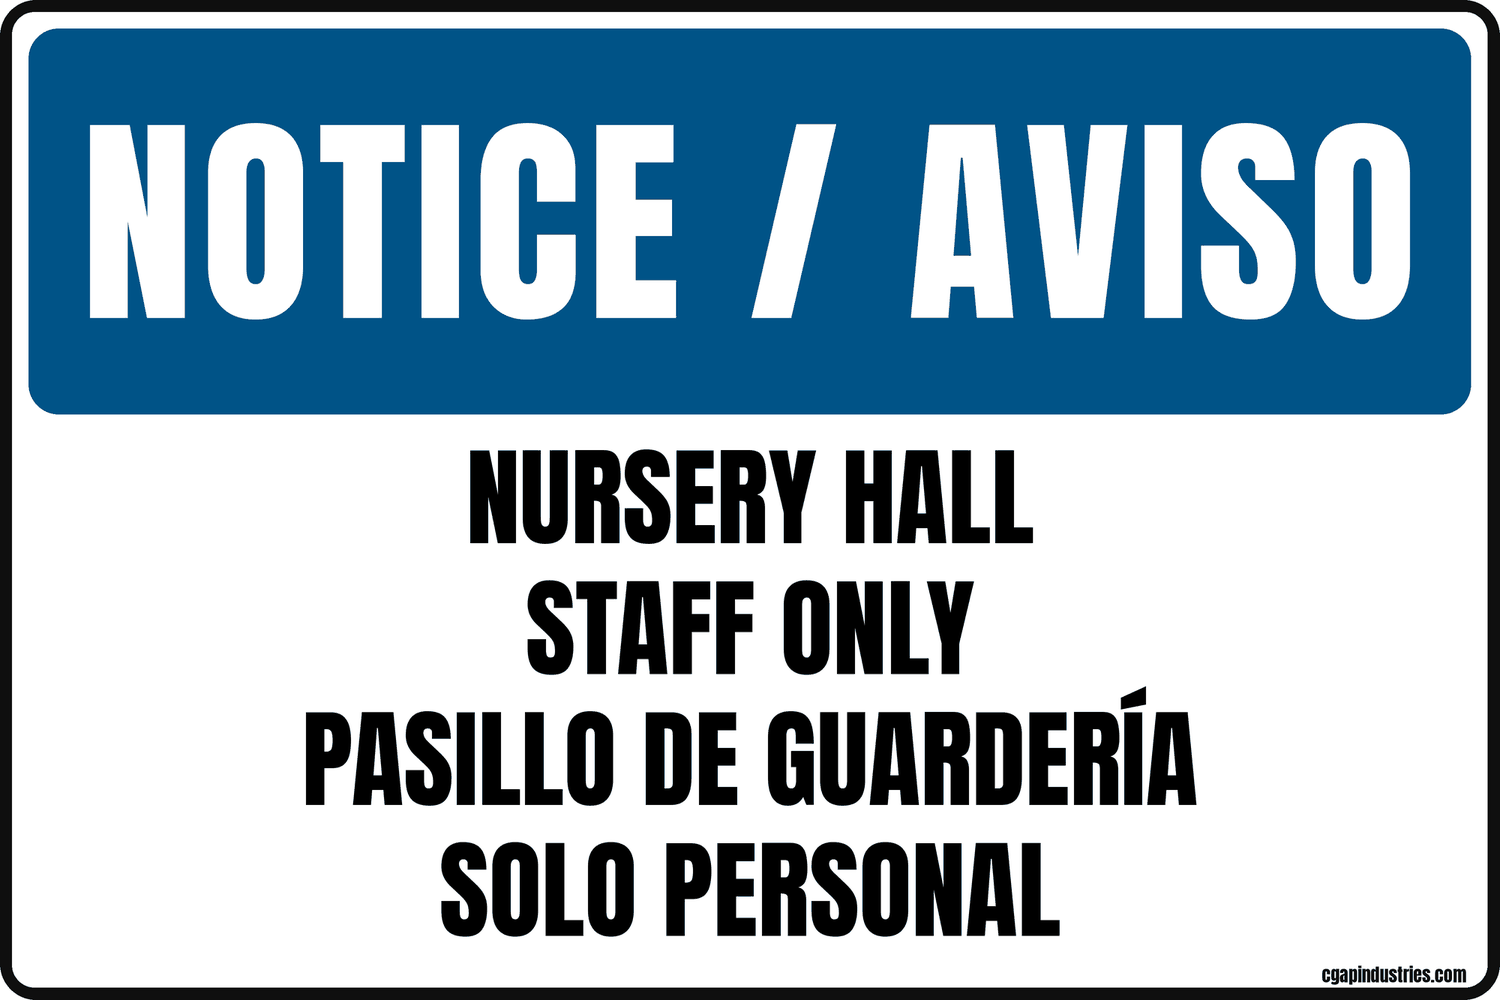 NOTICE / AVISO
NURSERY HALL
STAFF ONLY
PASILLO DE GUARDERÍA
SOLO PERSONAL
cgapindustries.com